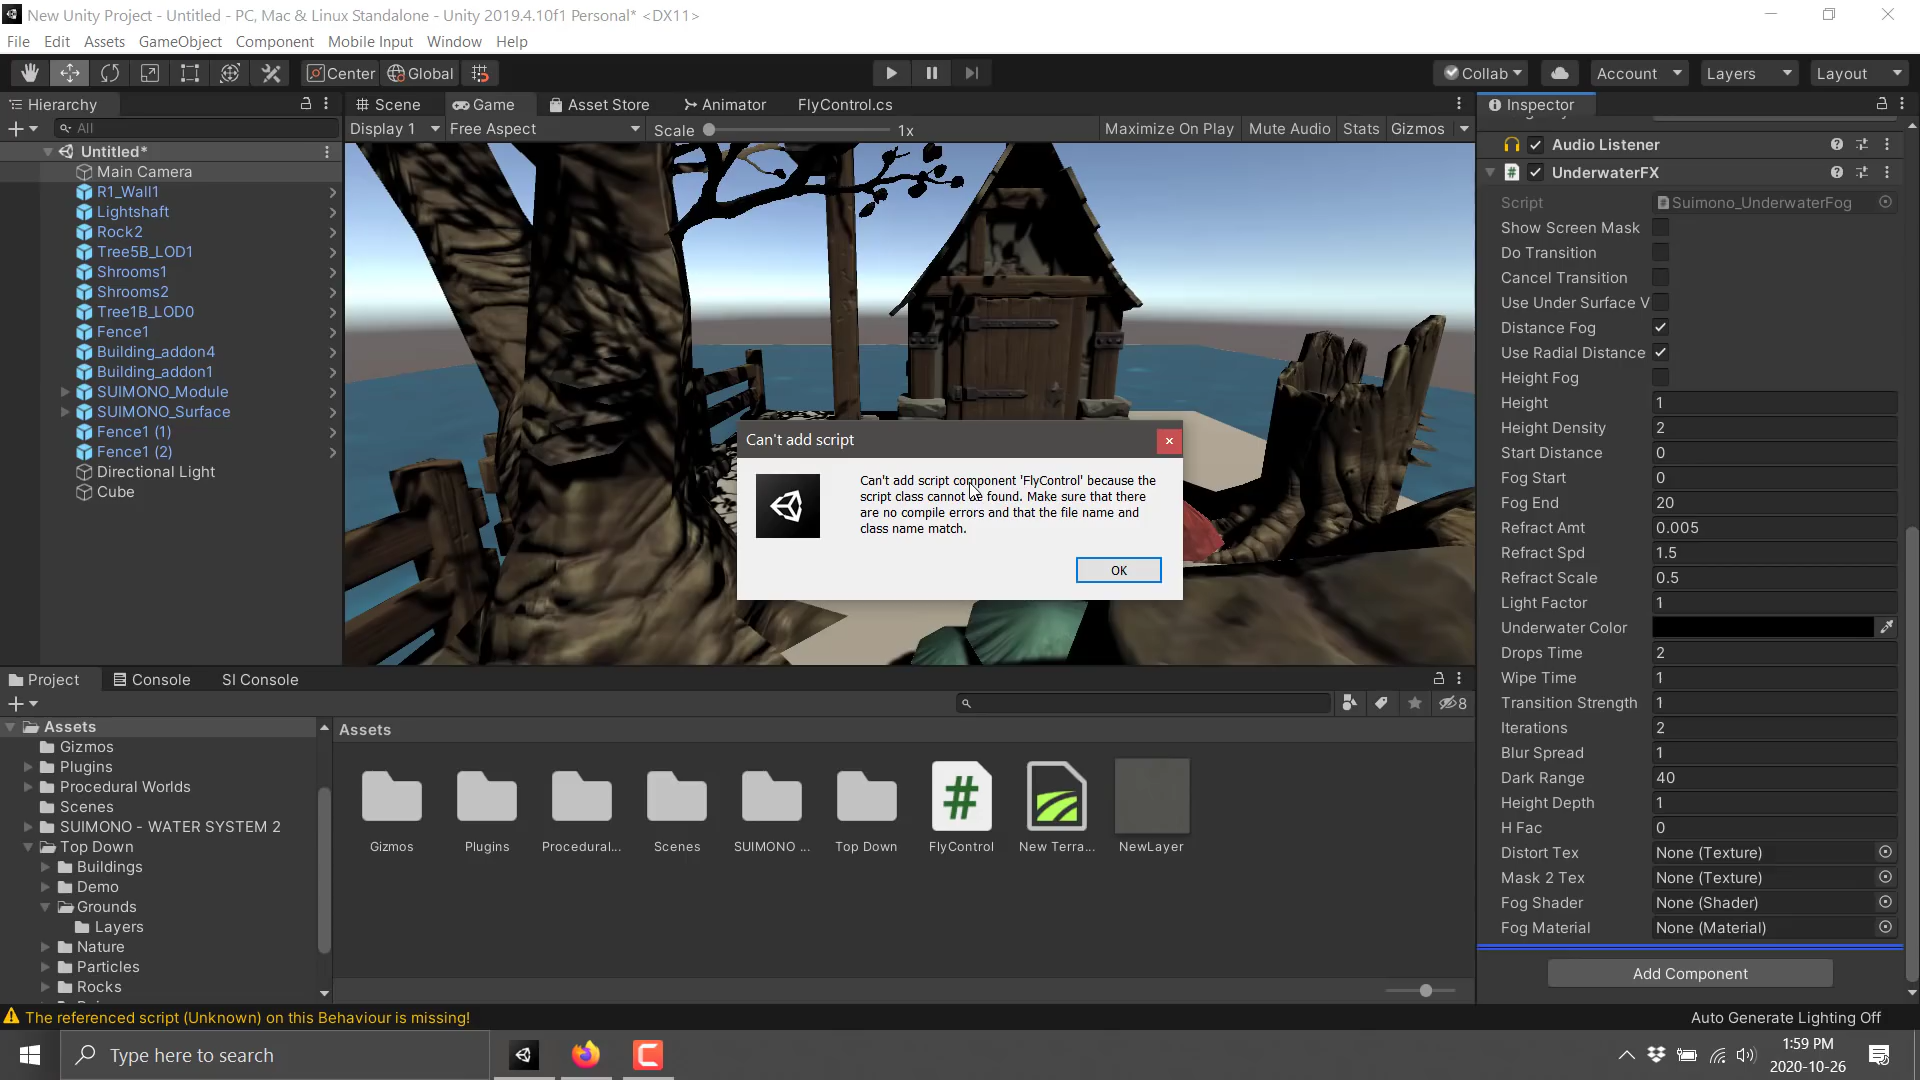 New Unity Project - Untitled - PC, Mac & Linux Standalone - Unity 2019.4.10f1 Personal* <DX11>
File Edit Assets GameObject Component Mobile Input Window Help
Center Global Collab Account Layers Layout
Hierarchy
All
Untitled*
Main Camera
R1_Wall1
Lightshaft
Rock2
Tree5B_LOD1
Shrooms1
Shrooms2
Tree1B_LOD0
Fence1
Building_addon4
Building_addon1
SUIMONO_Module
SUIMONO_Surface
Fence1 (1)
Fence1 (2)
Directional Light
Cube
Scene Game Asset Store Animator FlyControl.cs
Display 1 Free Aspect Scale 1x Maximize On Play Mute Audio Stats Gizmos
Can't add script
Can't add script component 'FlyControl' because the
script class cannot be found. Make sure that there
are no compile errors and that the file name and
class name match.
OK
Inspector
Audio Listener
UnderwaterFX
Script Suimono_UnderwaterFog
Show Screen Mask
Do Transition
Cancel Transition
Use Under Surface V
Distance Fog
Use Radial Distance
Height Fog
Height 1
Height Density 2
Start Distance 0
Fog Start 0
Fog End 20
Refract Amt 0.005
Refract Spd 1.5
Refract Scale 0.5
Light Factor 1
Underwater Color
Drops Time 2
Wipe Time 1
Transition Strength 1
Iterations 2
Blur Spread 1
Dark Range 40
Height Depth 1
H Fac 0
Distort Tex None (Texture)
Mask 2 Tex None (Texture)
Fog Shader None (Shader)
Fog Material None (Material)
Add Component
Project Console SI Console
8
Assets
Gizmos
Plugins
Procedural Worlds
Scenes
SUIMONO - WATER SYSTEM 2
Top Down
Buildings
Demo
Grounds
Layers
Nature
Particles
Rocks
Assets
Gizmos Plugins Procedural... Scenes SUIMONO ... Top Down FlyControl New Terra... NewLayer
The referenced script (Unknown) on this Behaviour is missing!
Auto Generate Lighting Off
Type here to search
1:59 PM
2020-10-26